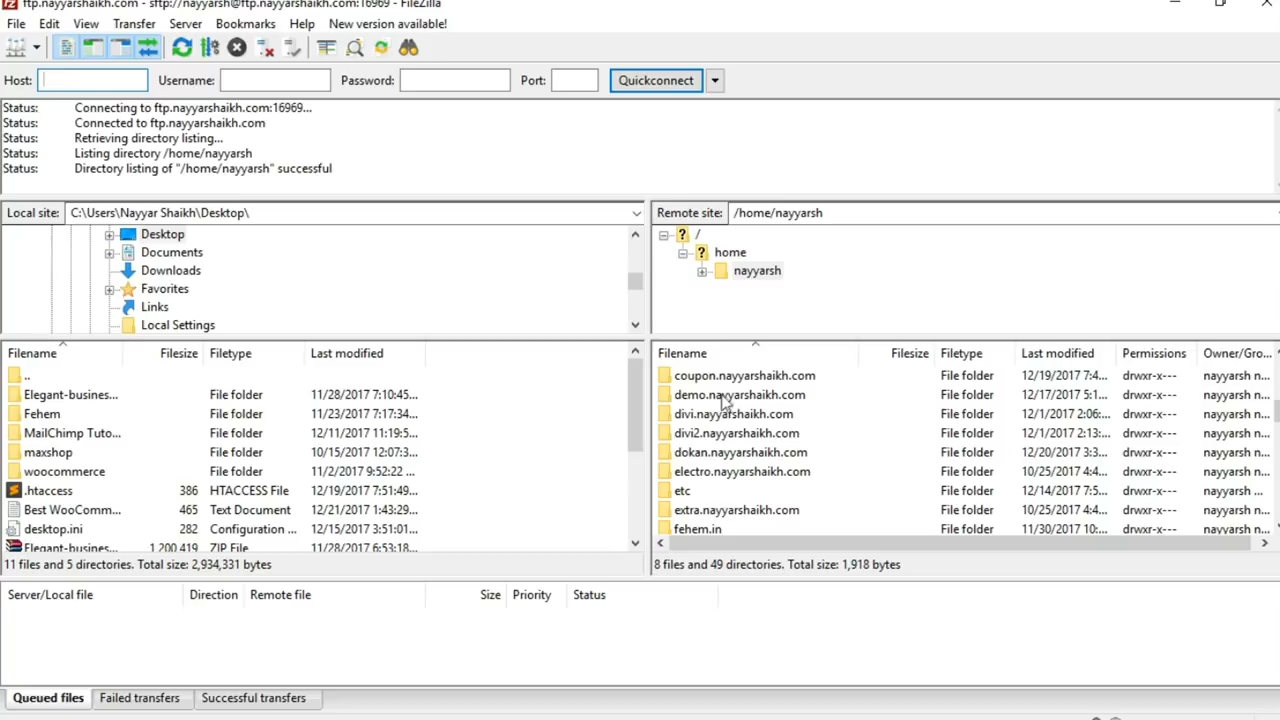 ftp.nayyarshaikh.com - sftp://nayyarsh@ftp.nayyarshaikh.com:16969 - FileZilla
File Edit View Transfer Server Bookmarks Help New version available!
Host: Username: Password: Port: Quickconnect
Status: Connecting to ftp.nayyarshaikh.com:16969...
Status: Connected to ftp.nayyarshaikh.com
Status: Retrieving directory listing...
Status: Listing directory /home/nayyarsh
Status: Directory listing of "/home/nayyarsh" successful
Local site: C:\Users\Nayyar Shaikh\Desktop\
Desktop
Documents
Downloads
Favorites
Links
Local Settings
Remote site: /home/nayyarsh
/
home
nayyarsh
Filename Filesize Filetype Last modified
..
Elegant-busines... File folder 11/28/2017 7:10:45...
Fehem File folder 11/23/2017 7:17:34...
MailChimp Tuto... File folder 12/11/2017 11:19:5...
maxshop File folder 10/15/2017 12:07:3...
woocommerce File folder 11/2/2017 9:52:22 ...
.htaccess 386 HTACCESS File 12/19/2017 7:51:49...
Best WooComm... 465 Text Document 12/21/2017 1:43:29...
desktop.ini 282 Configuration ... 12/15/2017 3:51:01...
Elegant-busines... 1,200,419 ZIP File 11/28/2017 6:53:18...
11 files and 5 directories. Total size: 2,934,331 bytes
Filename Filesize Filetype Last modified Permissions Owner/Gro...
coupon.nayyarshaikh.com File folder 12/19/2017 7:4... drwxr-x--- nayyarsh n...
demo.nayyarshaikh.com File folder 12/17/2017 5:1... drwxr-x--- nayyarsh n...
divi.nayyarshaikh.com File folder 12/1/2017 2:06:... drwxr-x--- nayyarsh n...
divi2.nayyarshaikh.com File folder 12/1/2017 2:13:... drwxr-x--- nayyarsh n...
dokan.nayyarshaikh.com File folder 12/20/2017 3:3... drwxr-x--- nayyarsh n...
electro.nayyarshaikh.com File folder 10/25/2017 4:4... drwxr-x--- nayyarsh n...
etc File folder 12/14/2017 7:5... drwxr-x--- nayyarsh ...
extra.nayyarshaikh.com File folder 10/25/2017 4:4... drwxr-x--- nayyarsh n...
fehem.in File folder 11/30/2017 10:... drwxr-x--- nayyarsh n...
8 files and 49 directories. Total size: 1,918 bytes
Server/Local file Direction Remote file Size Priority Status
Queued files Failed transfers Successful transfers